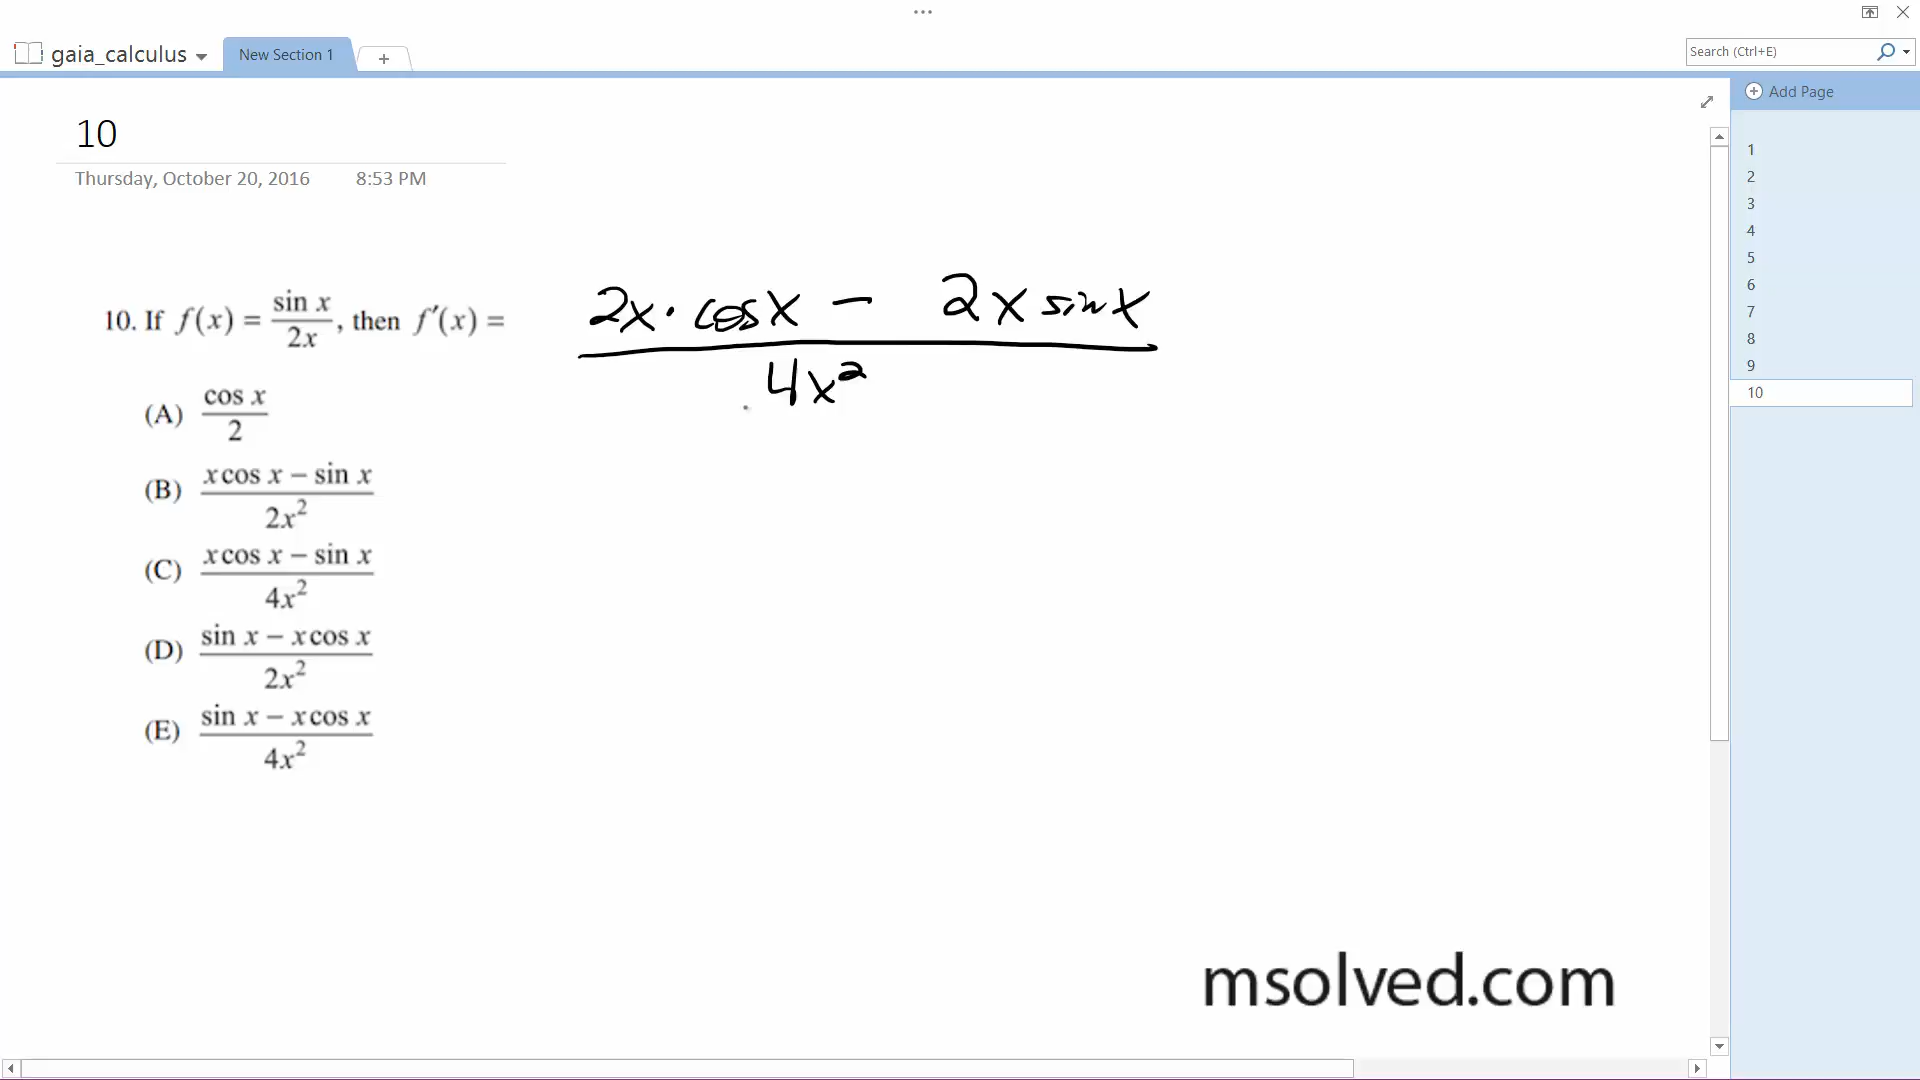 ...
gaia_calculus New Section 1 +
Search (Ctrl+E)
Add Page
10
Thursday, October 20, 2016 8:53 PM
1
2
3
4
5
6
7
8
9
10
10. If f(x) = sin x / 2x, then f′(x) =
2x · cos x − 2x sin x
4x²
(A) cos x / 2
(B) x cos x − sin x / 2x²
(C) x cos x − sin x / 4x²
(D) sin x − x cos x / 2x²
(E) sin x − x cos x / 4x²
msolved.com